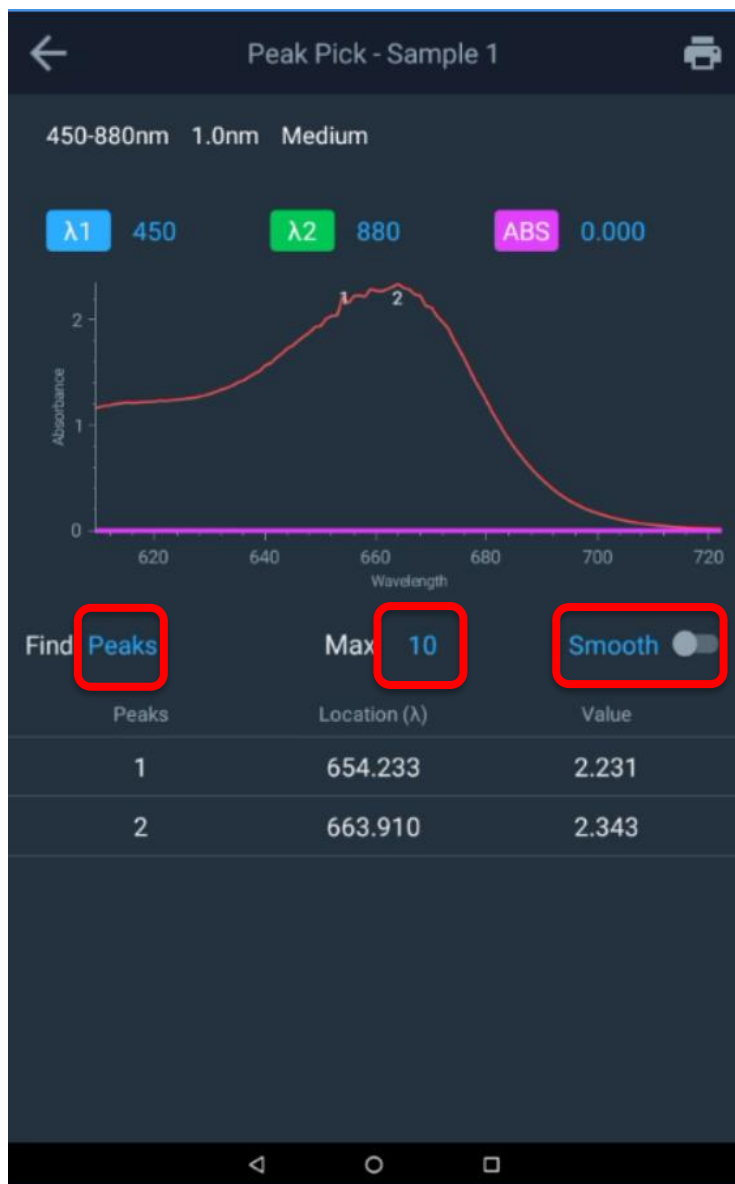 Peak Pick - Sample 1
450-880nm 1.0nm Medium
λ1 450 λ2 880 ABS 0.000
1 2
2
Absorbance
1
0
620 640 660 680 700 720
Wavelength
Find Peaks Max 10 Smooth
Peaks Location (λ) Value
1 654.233 2.231
2 663.910 2.343